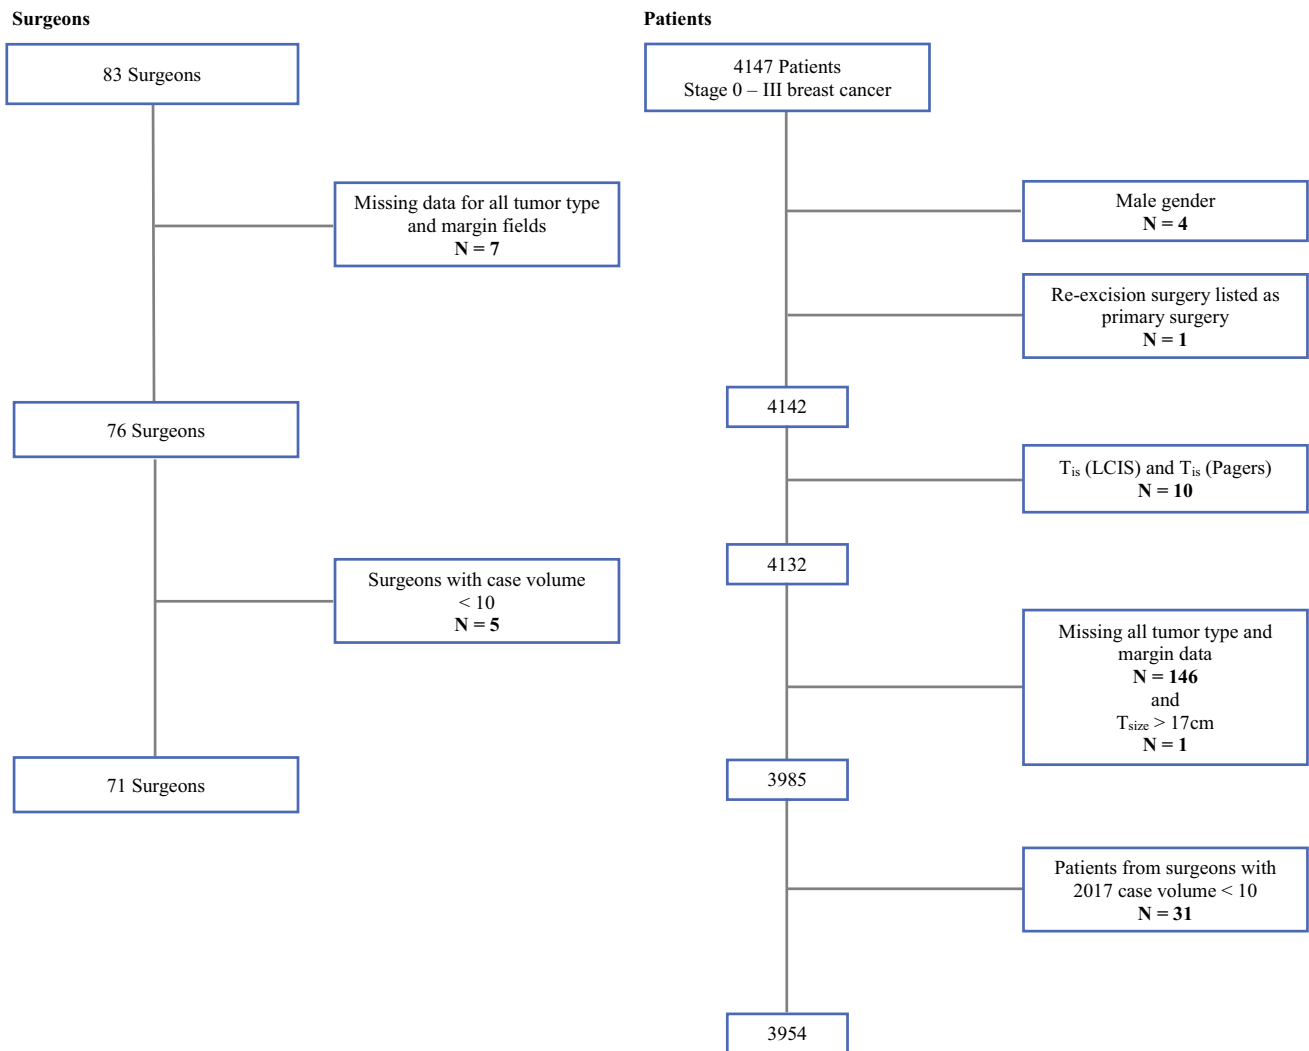 Surgeons
83 Surgeons
Missing data for all tumor type
and margin fields
N = 7
76 Surgeons
Surgeons with case volume
< 10
N = 5
71 Surgeons
Patients
4147 Patients
Stage 0 – III breast cancer
Male gender
N = 4
Re-excision surgery listed as
primary surgery
N = 1
4142
Tis (LCIS) and Tis (Pagers)
N = 10
4132
Missing all tumor type and
margin data
N = 146
and
Tsize > 17cm
N = 1
3985
Patients from surgeons with
2017 case volume < 10
N = 31
3954